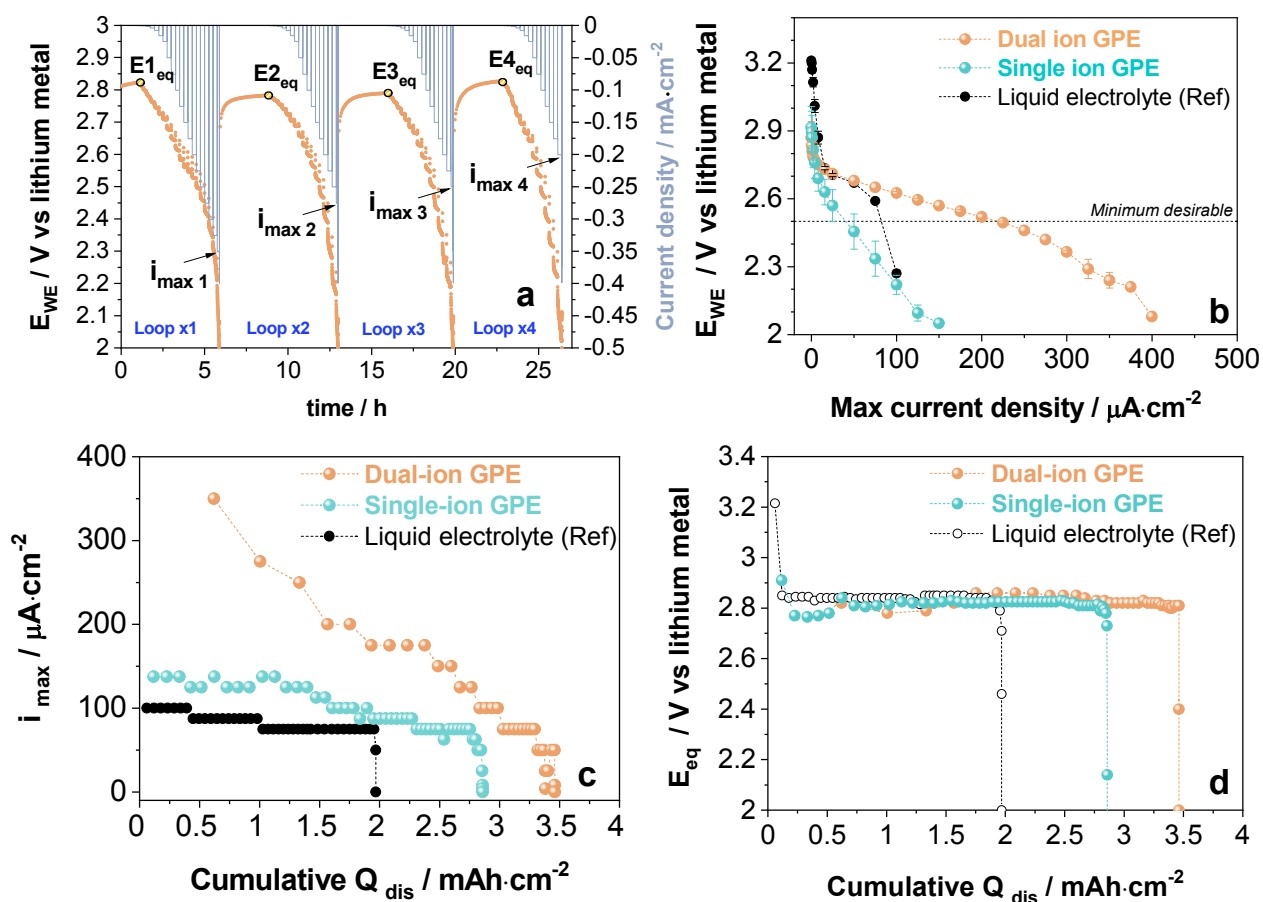 3
2.9
2.8
2.7
2.6
2.5
2.4
2.3
2.2
2.1
2
E_WE / V vs lithium metal
E1eq
E2eq
E3eq
E4eq
i max 1
i max 2
i max 3
i max 4
Loop x1
Loop x2
Loop x3
Loop x4
a
0
-0.05
-0.1
-0.15
-0.2
-0.25
-0.3
-0.35
-0.4
-0.45
-0.5
Current density / mA·cm-2
0 5 10 15 20 25
time / h
3.2
2.9
2.6
2.3
2
E_WE / V vs lithium metal
Dual ion GPE
Single ion GPE
Liquid electrolyte (Ref)
Minimum desirable
b
0 100 200 300 400 500
Max current density / μA·cm-2
400
300
200
100
0
i max / μA·cm-2
Dual-ion GPE
Single-ion GPE
Liquid electrolyte (Ref)
c
0 0.5 1 1.5 2 2.5 3 3.5 4
Cumulative Q dis / mAh·cm-2
3.4
3.2
3
2.8
2.6
2.4
2.2
2
Eeq / V vs lithium metal
Dual-ion GPE
Single-ion GPE
Liquid electrolyte (Ref)
d
0 0.5 1 1.5 2 2.5 3 3.5 4
Cumulative Q dis / mAh·cm-2